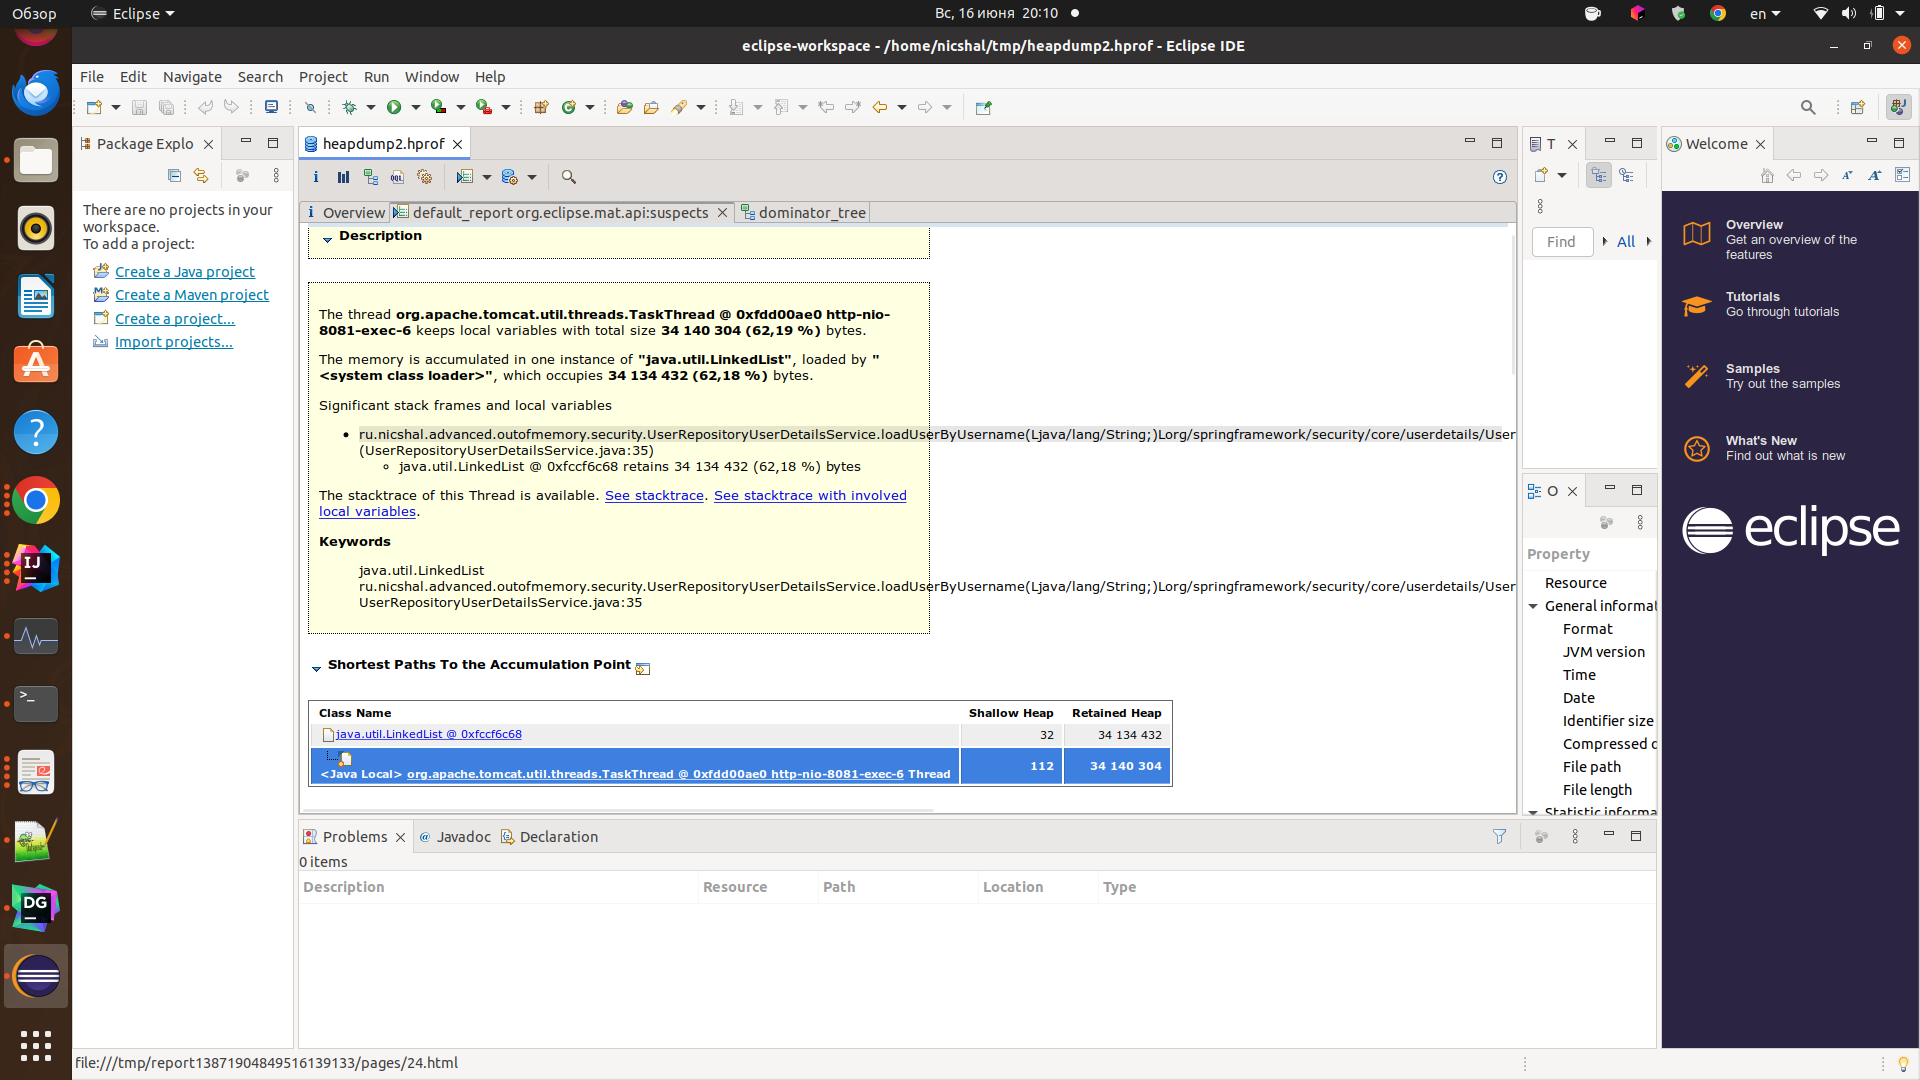 Обзор
Eclipse
Вс, 16 июня 20:10
en
eclipse-workspace - /home/nicshal/tmp/heapdump2.hprof - Eclipse IDE
File Edit Navigate Search Project Run Window Help
Package Explo
heapdump2.hprof
T
Welcome
There are no projects in your
workspace.
To add a project:
Create a Java project
Create a Maven project
Create a project...
Import projects...
Overview
default_report org.eclipse.mat.api:suspects
dominator_tree
Description
The thread org.apache.tomcat.util.threads.TaskThread @ 0xfdd00ae0 http-nio-
8081-exec-6 keeps local variables with total size 34 140 304 (62,19 %) bytes.
The memory is accumulated in one instance of "java.util.LinkedList", loaded by "
<system class loader>", which occupies 34 134 432 (62,18 %) bytes.
Significant stack frames and local variables
• ru.nicshal.advanced.outofmemory.security.UserRepositoryUserDetailsService.loadUserByUsername(Ljava/lang/String;)Lorg/springframework/security/core/userdetails/User
(UserRepositoryUserDetailsService.java:35)
java.util.LinkedList @ 0xfccf6c68 retains 34 134 432 (62,18 %) bytes
The stacktrace of this Thread is available. See stacktrace. See stacktrace with involved
local variables.
Keywords
java.util.LinkedList
ru.nicshal.advanced.outofmemory.security.UserRepositoryUserDetailsService.loadUserByUsername(Ljava/lang/String;)Lorg/springframework/security/core/userdetails/User
UserRepositoryUserDetailsService.java:35
Shortest Paths To the Accumulation Point
Class Name Shallow Heap Retained Heap
java.util.LinkedList @ 0xfccf6c68 32 34 134 432
<Java Local> org.apache.tomcat.util.threads.TaskThread @ 0xfdd00ae0 http-nio-8081-exec-6 Thread 112 34 140 304
Find
All
O
Property
Resource
General informat
Format
JVM version
Time
Date
Identifier size
Compressed o
File path
File length
Statistic informa
Overview
Get an overview of the
features
Tutorials
Go through tutorials
Samples
Try out the samples
What's New
Find out what is new
eclipse
Problems
@ Javadoc
Declaration
0 items
Description Resource Path Location Type
file:///tmp/report13871904849516139133/pages/24.html
IJ
DG